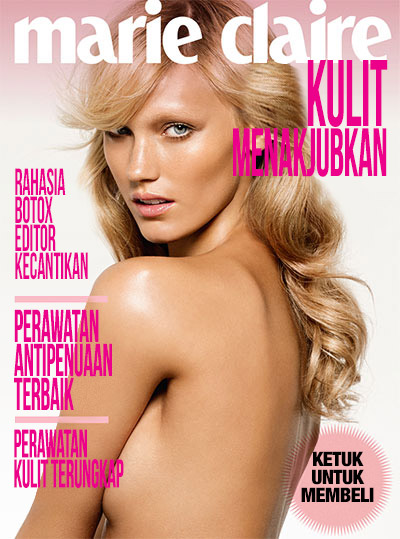 marie claire
KULIT
MENAKJUBKAN
RAHASIA
BOTOX
EDITOR
KECANTIKAN
PERAWATAN
ANTIPENUAAN
TERBAIK
PERAWATAN
KULIT TERUNGKAP
KETUK
UNTUK
MEMBELI